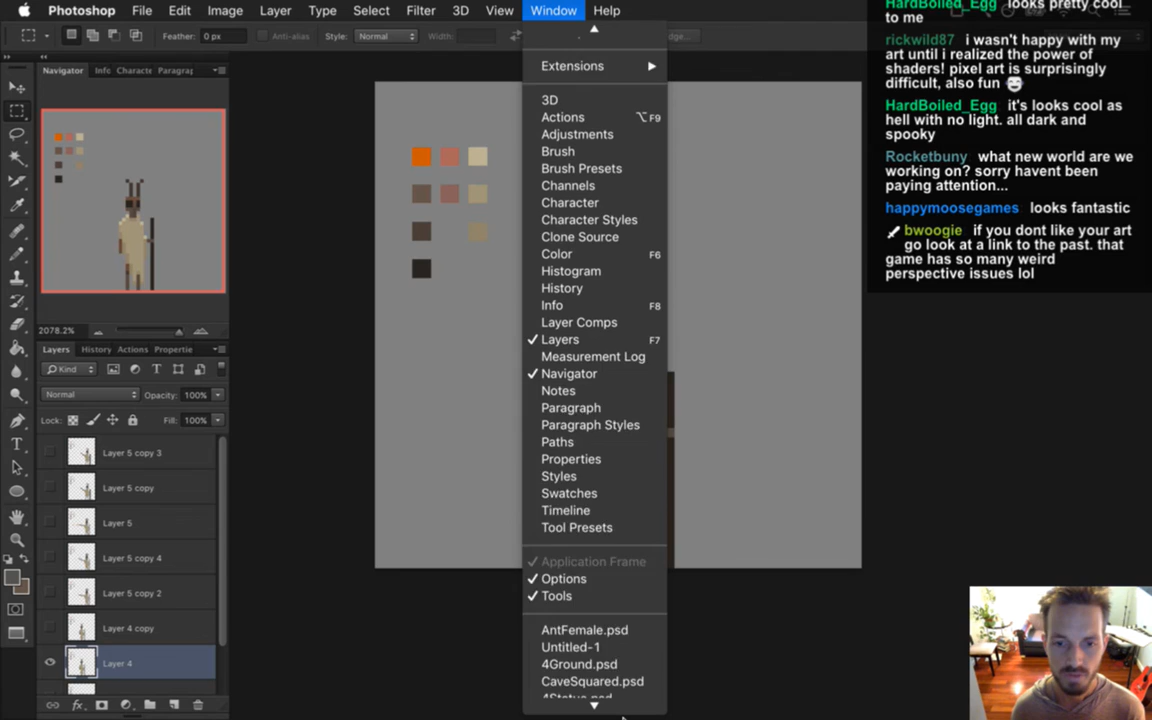 Photoshop File Edit Image Layer Type Select Filter 3D View Window Help
Feather: 0 px Anti-alias Style: Normal Width:
Navigator Info Characte Paragraj
2078.2%
Layers History Actions Propertie
Kind
Normal Opacity: 100%
Lock: Fill: 100%
Layer 5 copy 3
Layer 5 copy
Layer 5
Layer 5 copy 4
Layer 5 copy 2
Layer 4 copy
Layer 4
Extensions
3D
Actions ⌥F9
Adjustments
Brush
Brush Presets
Channels
Character
Character Styles
Clone Source
Color F6
Histogram
History
Info F8
Layer Comps
Layers F7
Measurement Log
Navigator
Notes
Paragraph
Paragraph Styles
Paths
Properties
Styles
Swatches
Timeline
Tool Presets
Application Frame
Options
Tools
AntFemale.psd
Untitled-1
4Ground.psd
CaveSquared.psd
4Status.psd
HardBoiled_Egg looks pretty cool
to me
rickwild87 i wasn't happy with my
art until i realized the power of
shaders! pixel art is surprisingly
difficult, also fun
HardBoiled_Egg it's looks cool as
hell with no light. all dark and
spooky
Rocketbuny what new world are we
working on? sorry havent been
paying attention...
happymoosegames looks fantastic
bwoogie if you dont like your art
go look at a link to the past. that
game has so many weird
perspective issues lol